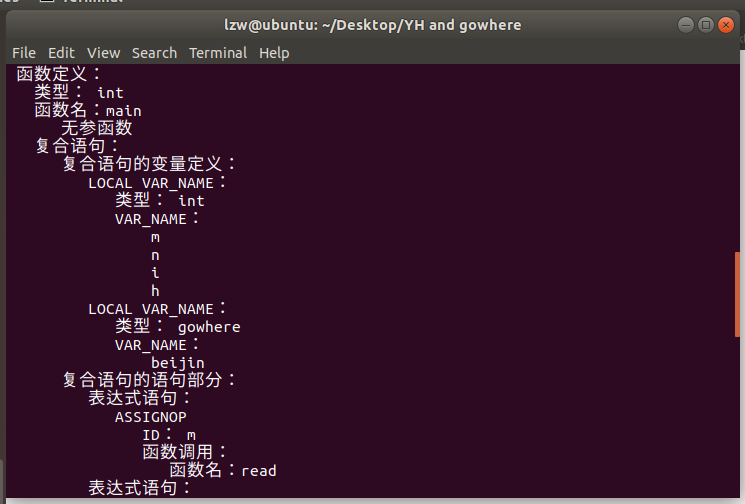 lzw@ubuntu: ~/Desktop/YH and gowhere
File Edit View Search Terminal Help
函数定义：
类型： int
函数名：main
无参函数
复合语句：
复合语句的变量定义：
LOCAL VAR_NAME：
类型： int
VAR_NAME：
m
n
i
h
LOCAL VAR_NAME：
类型： gowhere
VAR_NAME：
beijin
复合语句的语句部分：
表达式语句：
ASSIGNOP
ID： m
函数调用：
函数名：read
表达式语句：